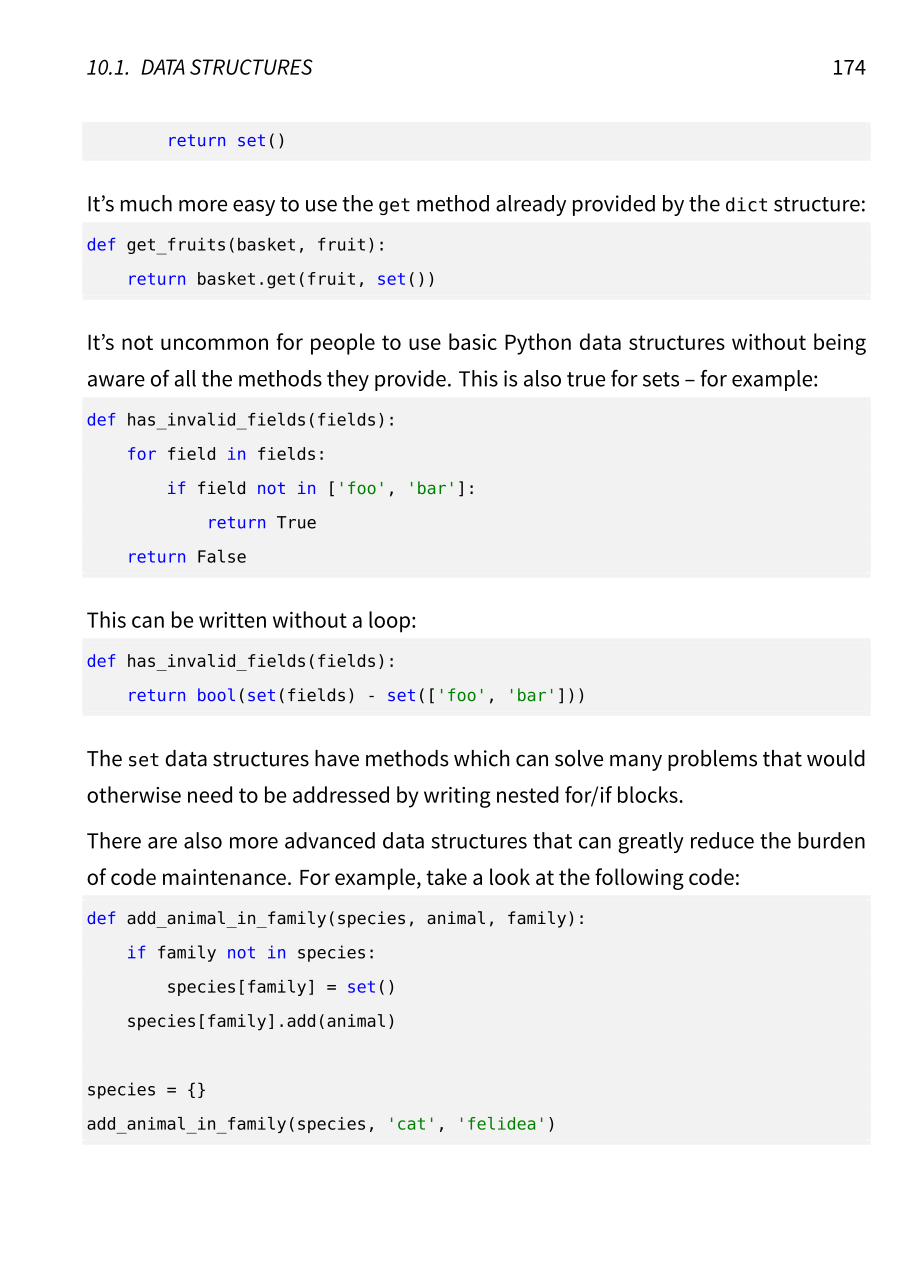 10.1. DATA STRUCTURES 174
        return set()
It’s much more easy to use the get method already provided by the dict structure:
def get_fruits(basket, fruit):
    return basket.get(fruit, set())
It’s not uncommon for people to use basic Python data structures without being
aware of all the methods they provide. This is also true for sets – for example:
def has_invalid_fields(fields):
    for field in fields:
        if field not in ['foo', 'bar']:
            return True
    return False
This can be written without a loop:
def has_invalid_fields(fields):
    return bool(set(fields) - set(['foo', 'bar']))
The set data structures have methods which can solve many problems that would
otherwise need to be addressed by writing nested for/if blocks.
There are also more advanced data structures that can greatly reduce the burden
of code maintenance. For example, take a look at the following code:
def add_animal_in_family(species, animal, family):
    if family not in species:
        species[family] = set()
    species[family].add(animal)

species = {}
add_animal_in_family(species, 'cat', 'felidea')